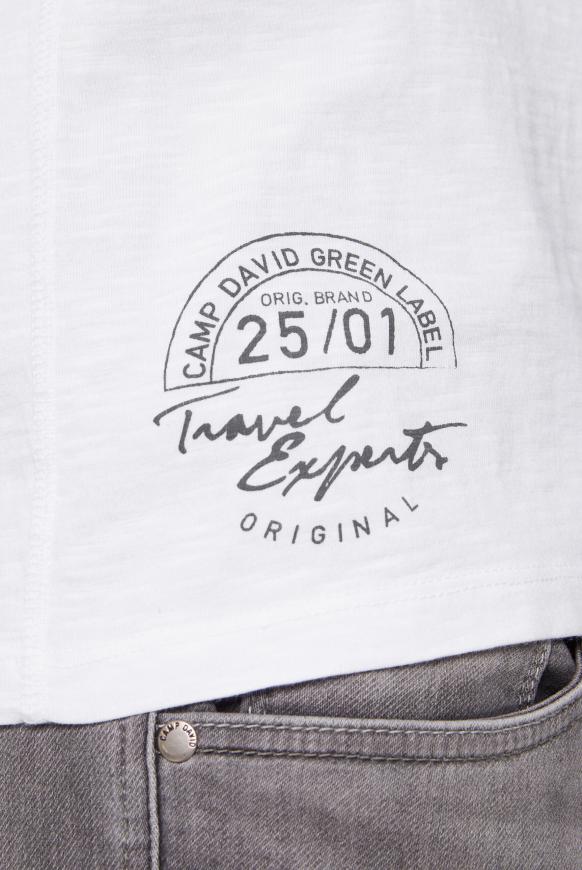 CAMP DAVID GREEN LABEL
ORIG. BRAND
25/01
Travel
Experts
ORIGINAL
CAMP DAVID